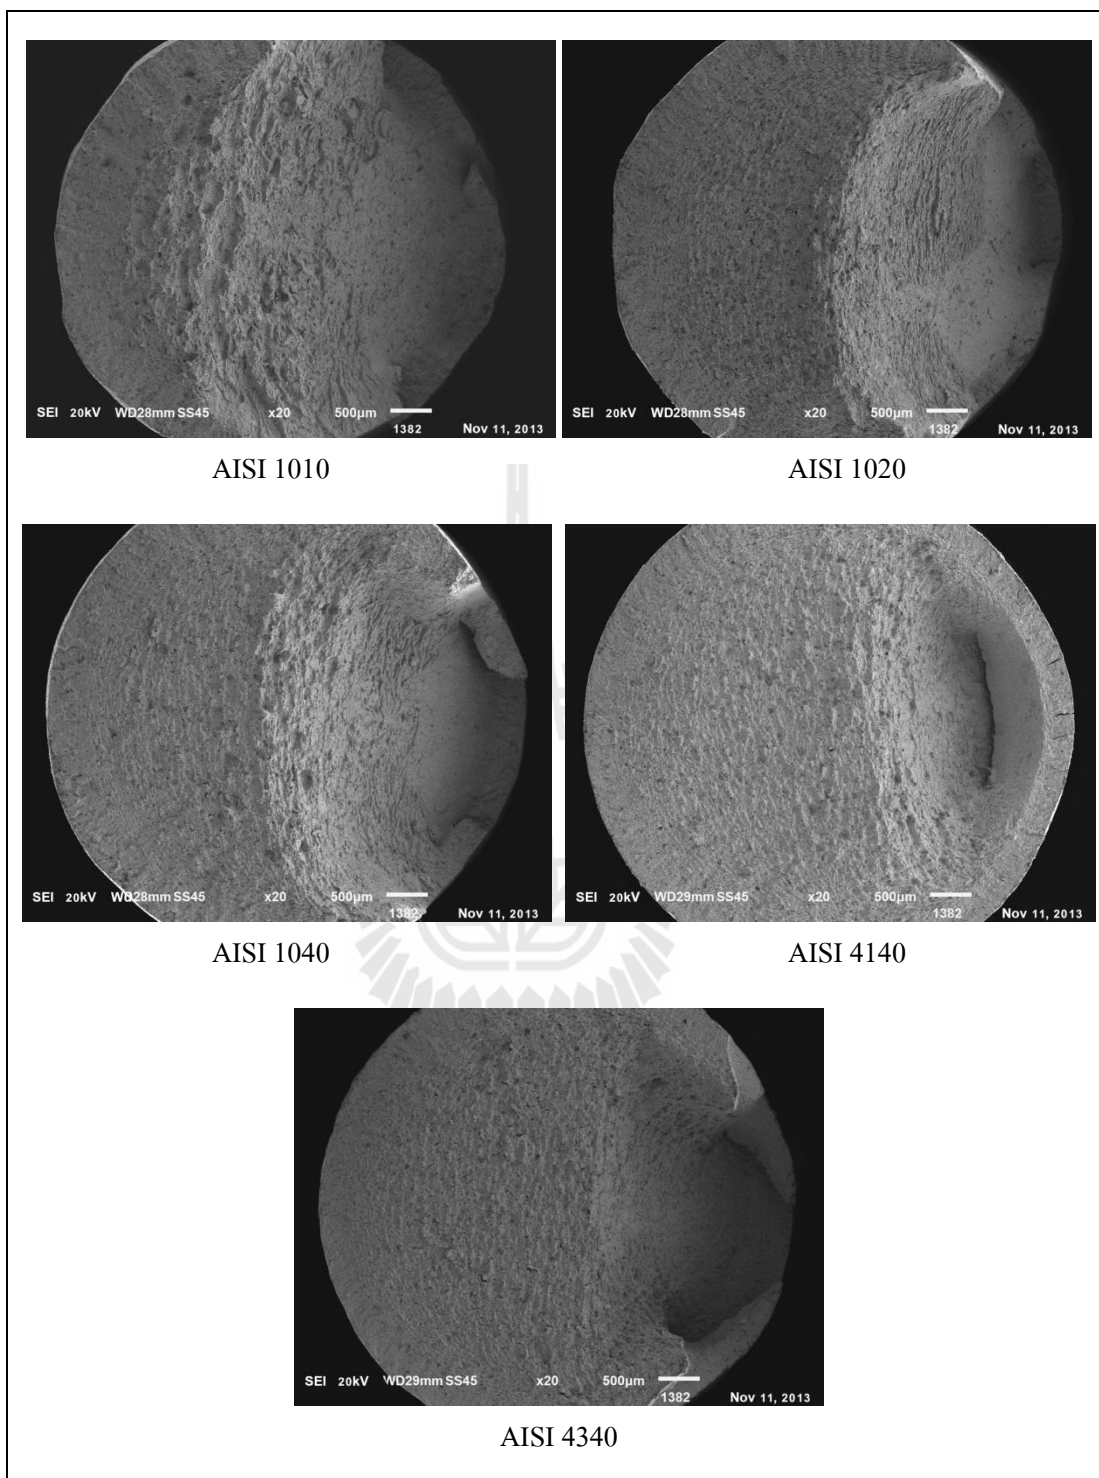 SEI 20kV WD28mm SS45 x20 500µm
1382 Nov 11, 2013
SEI 20kV WD28mm SS45 x20 500µm
1382 Nov 11, 2013
AISI 1010 AISI 1020
SEI 20kV WD28mm SS45 x20 500µm
1382 Nov 11, 2013
SEI 20kV WD29mm SS45 x20 500µm
1382 Nov 11, 2013
AISI 1040 AISI 4140
SEI 20kV WD29mm SS45 x20 500µm
1382 Nov 11, 2013
AISI 4340